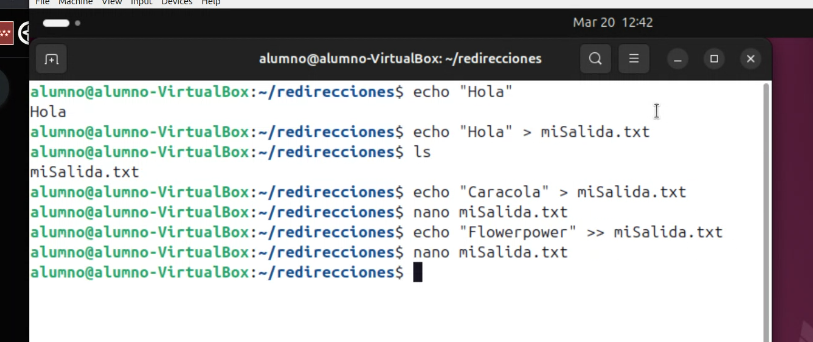 File Machine View Input Devices Help
Mar 20 12:42
alumno@alumno-VirtualBox: ~/redirecciones
alumno@alumno-VirtualBox:~/redirecciones$ echo "Hola"
Hola
alumno@alumno-VirtualBox:~/redirecciones$ echo "Hola" > miSalida.txt
alumno@alumno-VirtualBox:~/redirecciones$ ls
miSalida.txt
alumno@alumno-VirtualBox:~/redirecciones$ echo "Caracola" > miSalida.txt
alumno@alumno-VirtualBox:~/redirecciones$ nano miSalida.txt
alumno@alumno-VirtualBox:~/redirecciones$ echo "Flowerpower" >> miSalida.txt
alumno@alumno-VirtualBox:~/redirecciones$ nano miSalida.txt
alumno@alumno-VirtualBox:~/redirecciones$